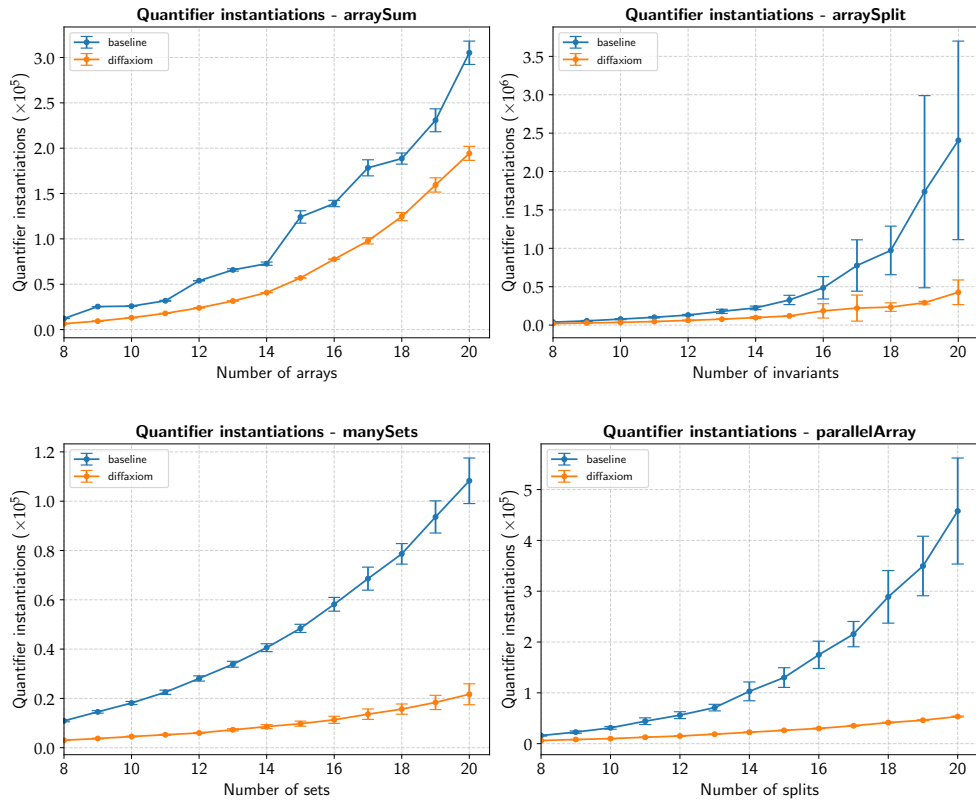 Quantifier instantiations - arraySum
Quantifier instantiations (×10^5)
baseline
diffaxiom
3.0
2.5
2.0
1.5
1.0
0.5
0.0
8 10 12 14 16 18 20
Number of arrays
Quantifier instantiations - arraySplit
Quantifier instantiations (×10^6)
baseline
diffaxiom
3.5
3.0
2.5
2.0
1.5
1.0
0.5
0.0
8 10 12 14 16 18 20
Number of invariants
Quantifier instantiations - manySets
Quantifier instantiations (×10^5)
baseline
diffaxiom
1.2
1.0
0.8
0.6
0.4
0.2
0.0
8 10 12 14 16 18 20
Number of sets
Quantifier instantiations - parallelArray
Quantifier instantiations (×10^5)
baseline
diffaxiom
5
4
3
2
1
0
8 10 12 14 16 18 20
Number of splits